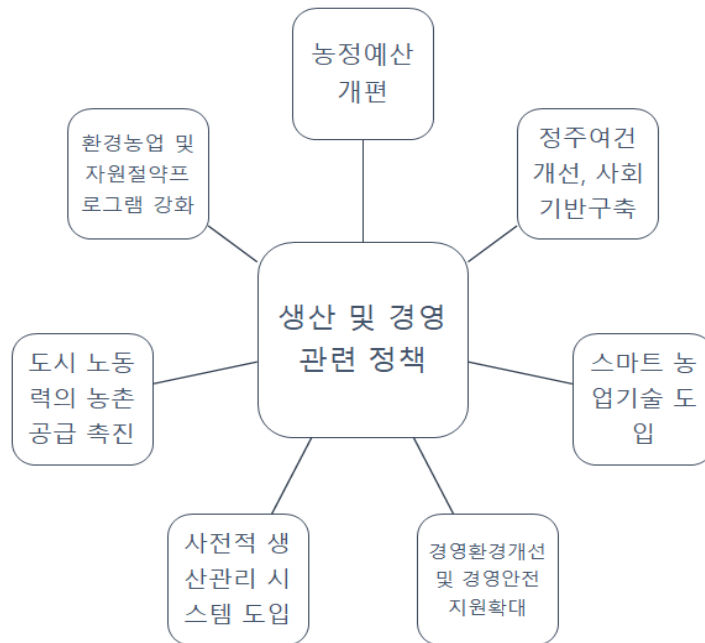 농정예산
개편
환경농업 및
자원절약프
로그램 강화
정주여건
개선, 사회
기반구축
생산 및 경영
관련 정책
도시 노동
력의 농촌
공급 촉진
스마트 농
업기술 도
입
사전적 생
산관리 시
스템 도입
경영환경개선
및 경영안전
지원확대